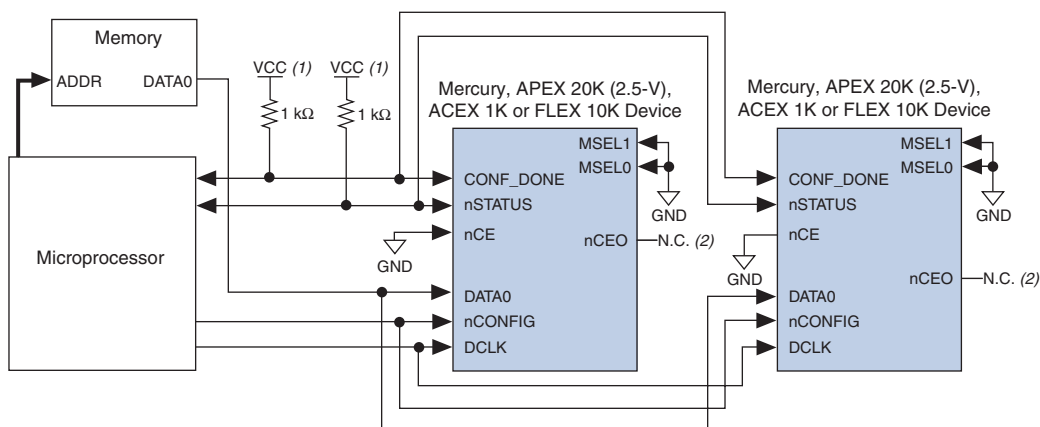 Memory
ADDR
DATA0
VCC (1)
VCC (1)
1 kΩ
1 kΩ
Microprocessor
Mercury, APEX 20K (2.5-V),
ACEX 1K or FLEX 10K Device
MSEL1
MSEL0
CONF_DONE
nSTATUS
nCE
GND
GND
nCEO
N.C. (2)
DATA0
nCONFIG
DCLK
Mercury, APEX 20K (2.5-V),
ACEX 1K or FLEX 10K Device
MSEL1
MSEL0
CONF_DONE
nSTATUS
GND
nCE
GND
nCEO
N.C. (2)
DATA0
nCONFIG
DCLK